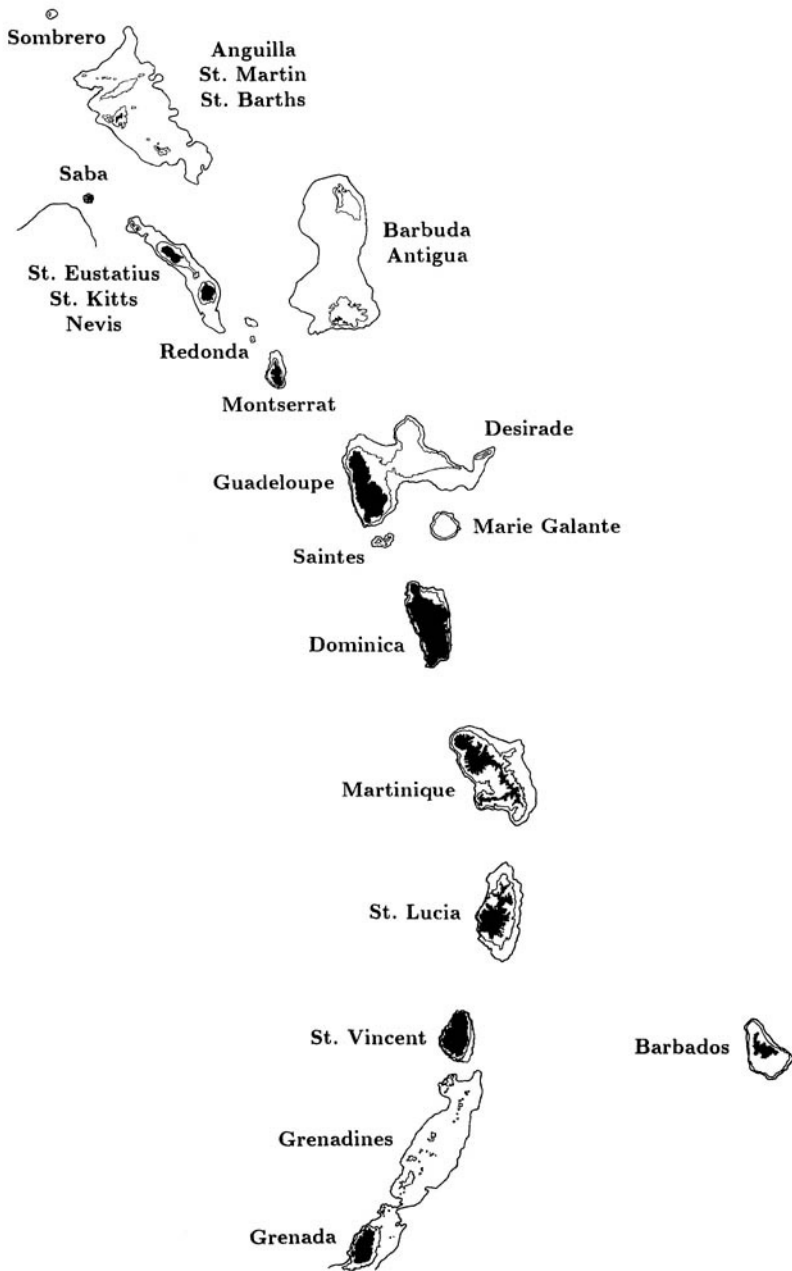 Sombrero
Anguilla
St. Martin
St. Barths
Saba
Barbuda
Antigua
St. Eustatius
St. Kitts
Nevis
Redonda
Montserrat
Desirade
Guadeloupe
Marie Galante
Saintes
Dominica
Martinique
St. Lucia
St. Vincent
Barbados
Grenadines
Grenada